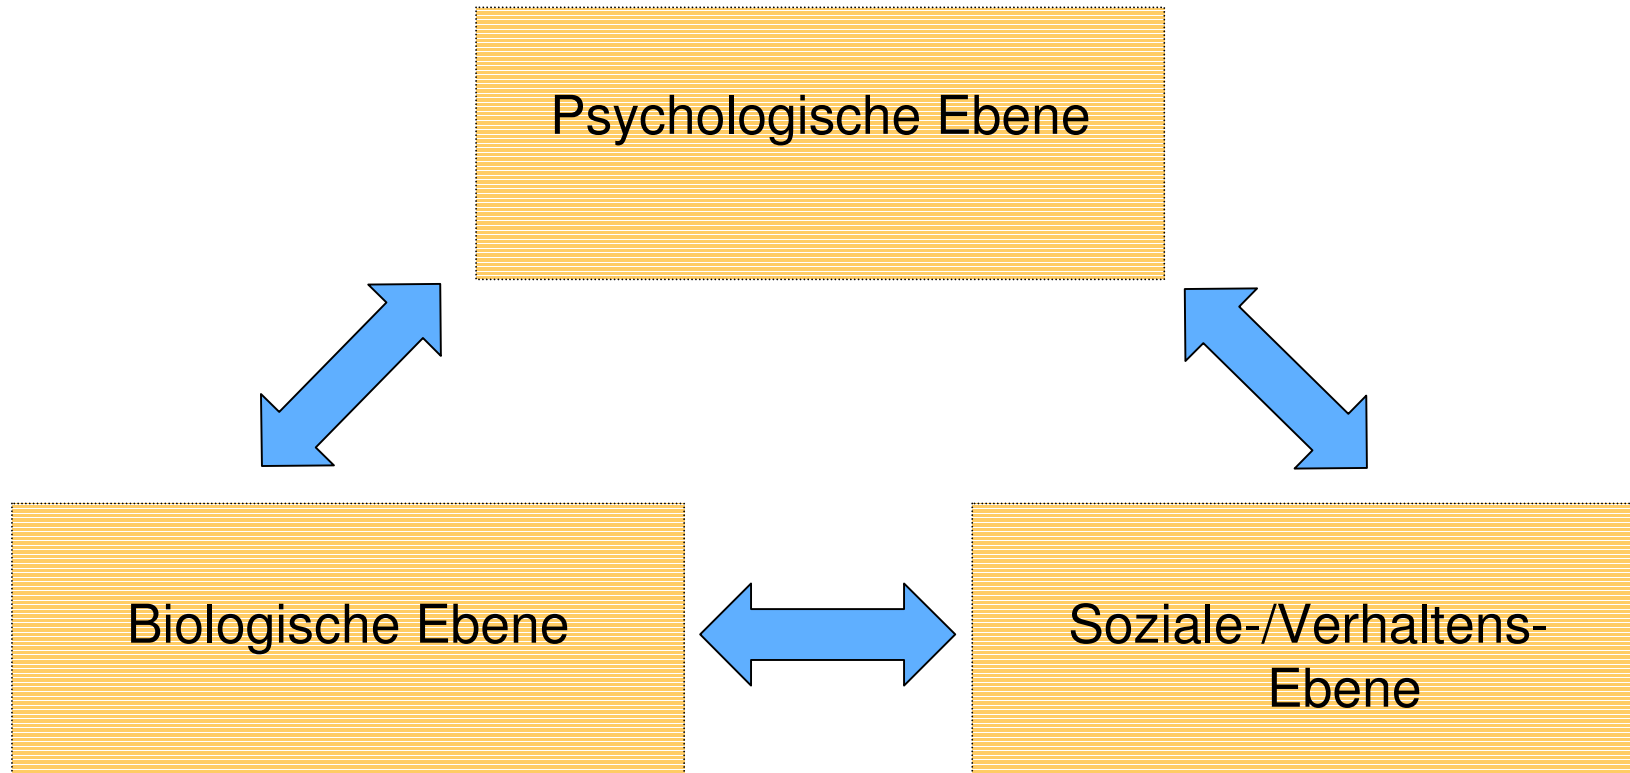 Psychologische Ebene
Biologische Ebene
Soziale-/Verhaltens-
Ebene